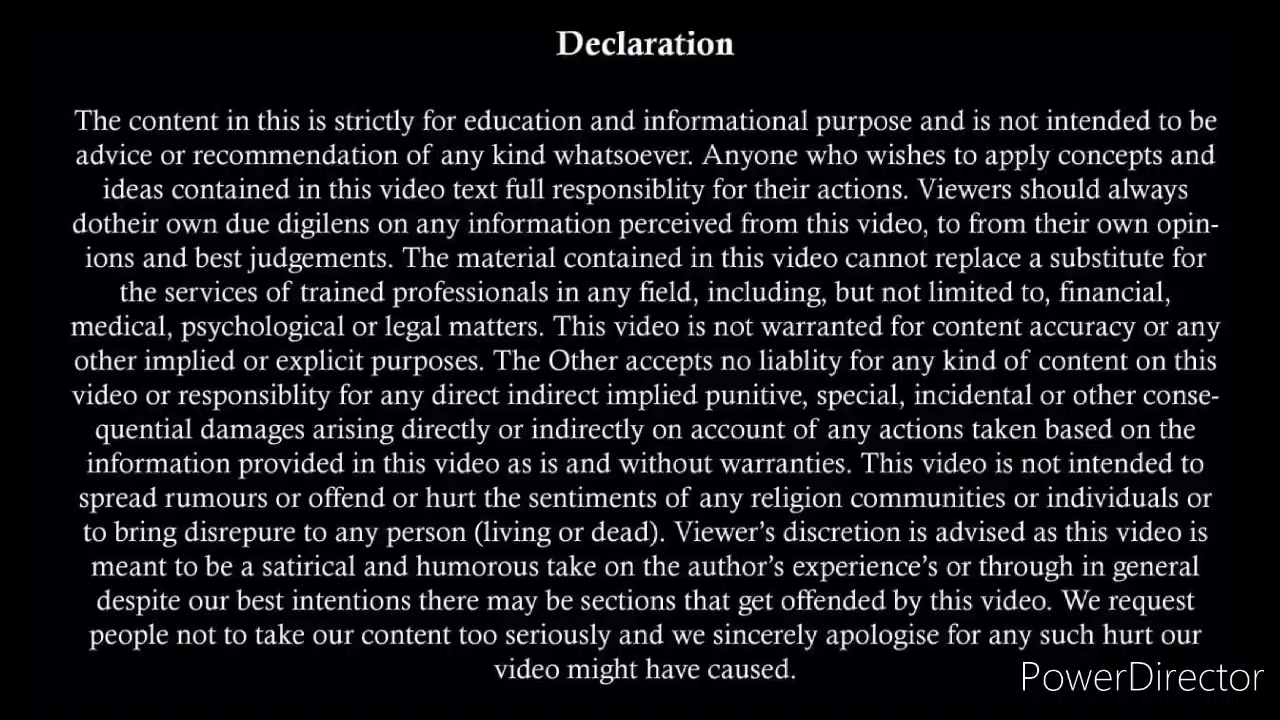 Declaration
The content in this is strictly for education and informational purpose and is not intended to be
advice or recommendation of any kind whatsoever. Anyone who wishes to apply concepts and
ideas contained in this video text full responsiblity for their actions. Viewers should always
dotheir own due digilens on any information perceived from this video, to from their own opin-
ions and best judgements. The material contained in this video cannot replace a substitute for
the services of trained professionals in any field, including, but not limited to, financial,
medical, psychological or legal matters. This video is not warranted for content accuracy or any
other implied or explicit purposes. The Other accepts no liablity for any kind of content on this
video or responsiblity for any direct indirect implied punitive, special, incidental or other conse-
quential damages arising directly or indirectly on account of any actions taken based on the
information provided in this video as is and without warranties. This video is not intended to
spread rumours or offend or hurt the sentiments of any religion communities or individuals or
to bring disrepure to any person (living or dead). Viewer's discretion is advised as this video is
meant to be a satirical and humorous take on the author's experience's or through in general
despite our best intentions there may be sections that get offended by this video. We request
people not to take our content too seriously and we sincerely apologise for any such hurt our
video might have caused.
PowerDirector